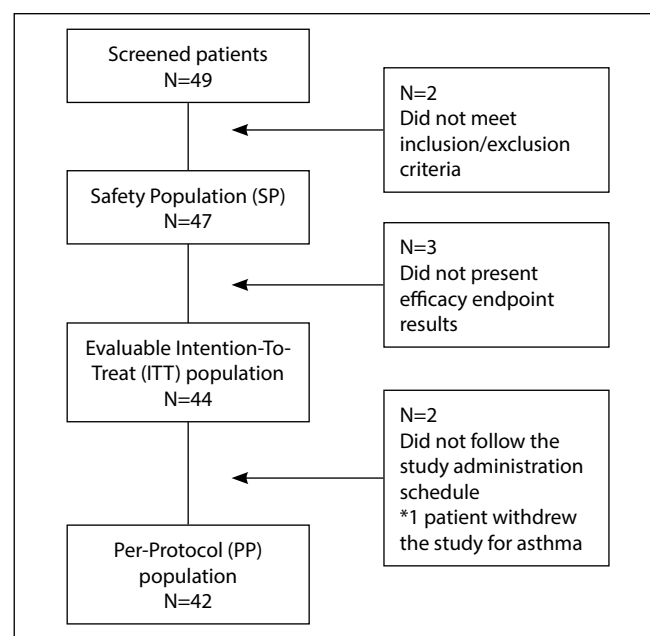 Screened patients
N=49
N=2
Did not meet
inclusion/exclusion
criteria
Safety Population (SP)
N=47
N=3
Did not present
efficacy endpoint
results
Evaluable Intention-To-
Treat (ITT) population
N=44
N=2
Did not follow the
study administration
schedule
*1 patient withdrew
the study for asthma
Per-Protocol (PP)
population
N=42